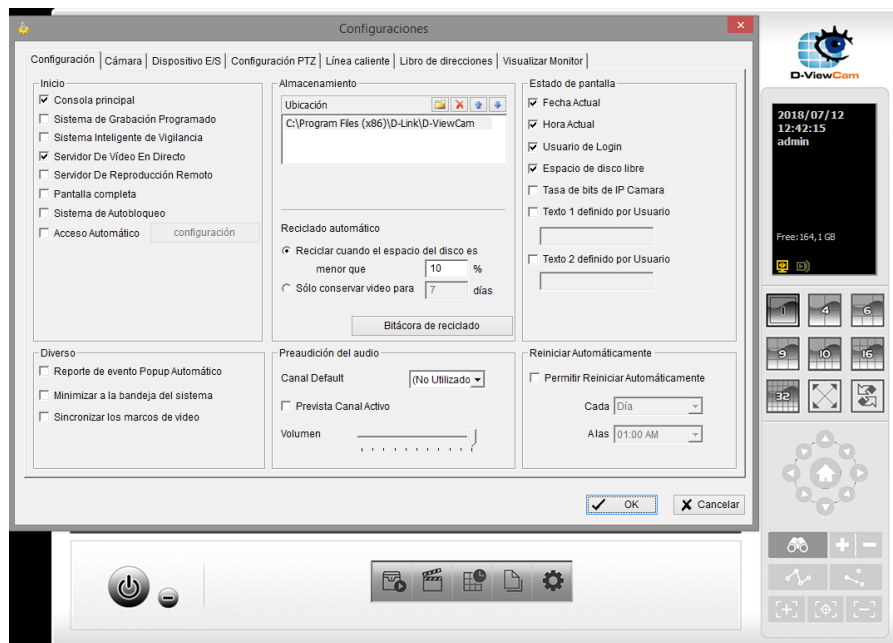 Configuraciones
Configuración
Cámara
Dispositivo E/S
Configuración PTZ
Línea caliente
Libro de direcciones
Visualizar Monitor
Inicio
Consola principal
Sistema de Grabación Programado
Sistema Inteligente de Vigilancia
Servidor De Vídeo En Directo
Servidor De Reproducción Remoto
Pantalla completa
Sistema de Autobloqueo
Acceso Automático
configuración
Almacenamiento
Ubicación
C:\Program Files (x86)\D-Link\D-ViewCam
Reciclado automático
Reciclar cuando el espacio del disco es
menor que 10 %
Sólo conservar video para 7 días
Bitácora de reciclado
Estado de pantalla
Fecha Actual
Hora Actual
Usuario de Login
Espacio de disco libre
Tasa de bits de IP Camara
Texto 1 definido por Usuario
Texto 2 definido por Usuario
Diverso
Reporte de evento Popup Automático
Minimizar a la bandeja del sistema
Sincronizar los marcos de video
Preaudición del audio
Canal Default (No Utilizado
Prevista Canal Activo
Volumen
Reiniciar Automáticamente
Permitir Reiniciar Automáticamente
Cada Día
A las 01:00 AM
OK
Cancelar
D-ViewCam
2018/07/12
12:42:15
admin
Free:164,1 GB
1 4 6
9 10 16
32